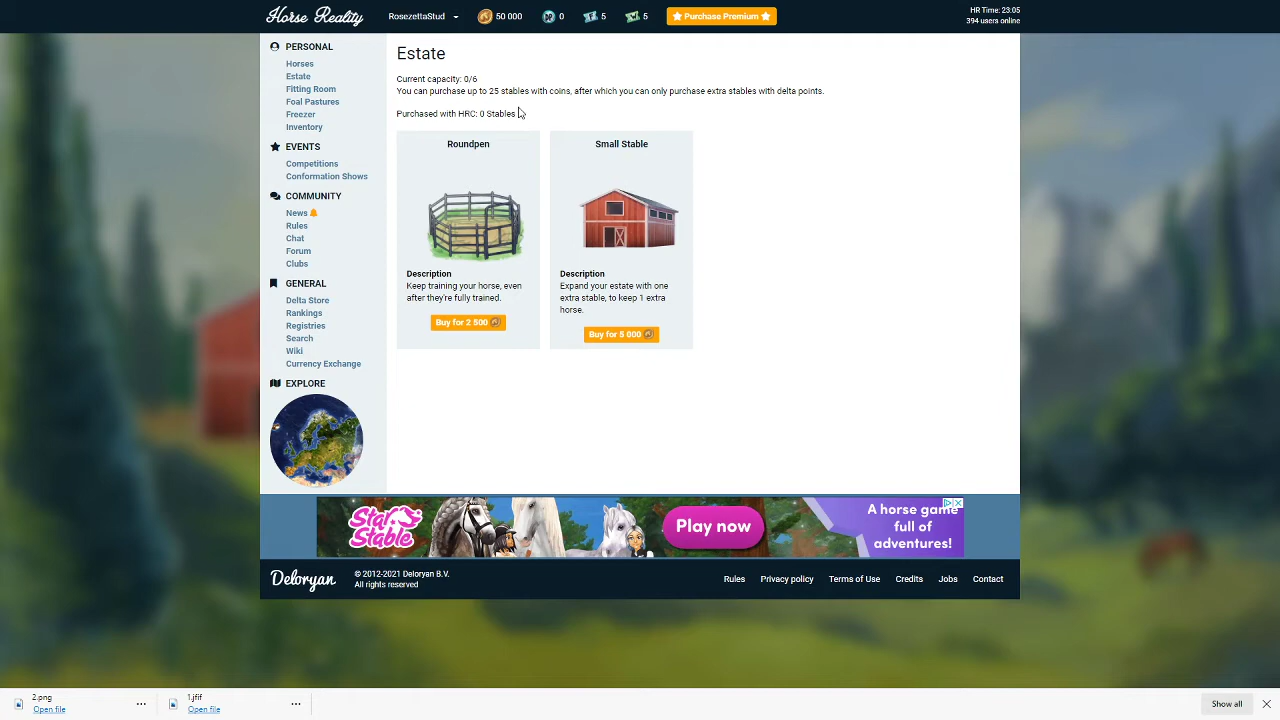 Horse Reality
RosezettaStud
50 000
0
5
5
Purchase Premium
HR Time: 23:05
394 users online
PERSONAL
Horses
Estate
Fitting Room
Foal Pastures
Freezer
Inventory
EVENTS
Competitions
Conformation Shows
COMMUNITY
News
Rules
Chat
Forum
Clubs
GENERAL
Delta Store
Rankings
Registries
Search
Wiki
Currency Exchange
EXPLORE
Estate
Current capacity: 0/6
You can purchase up to 25 stables with coins, after which you can only purchase extra stables with delta points.
Purchased with HRC: 0 Stables
Roundpen
Description
Keep training your horse, even
after they're fully trained.
Buy for 2 500
Small Stable
Description
Expand your estate with one
extra stable, to keep 1 extra
horse.
Buy for 5 000
Star
Stable
Play now
A horse game
full of
adventures!
Deloryan
© 2012-2021 Deloryan B.V.
All rights reserved
Rules
Privacy policy
Terms of Use
Credits
Jobs
Contact
2.png
Open file
1.jfif
Open file
Show all